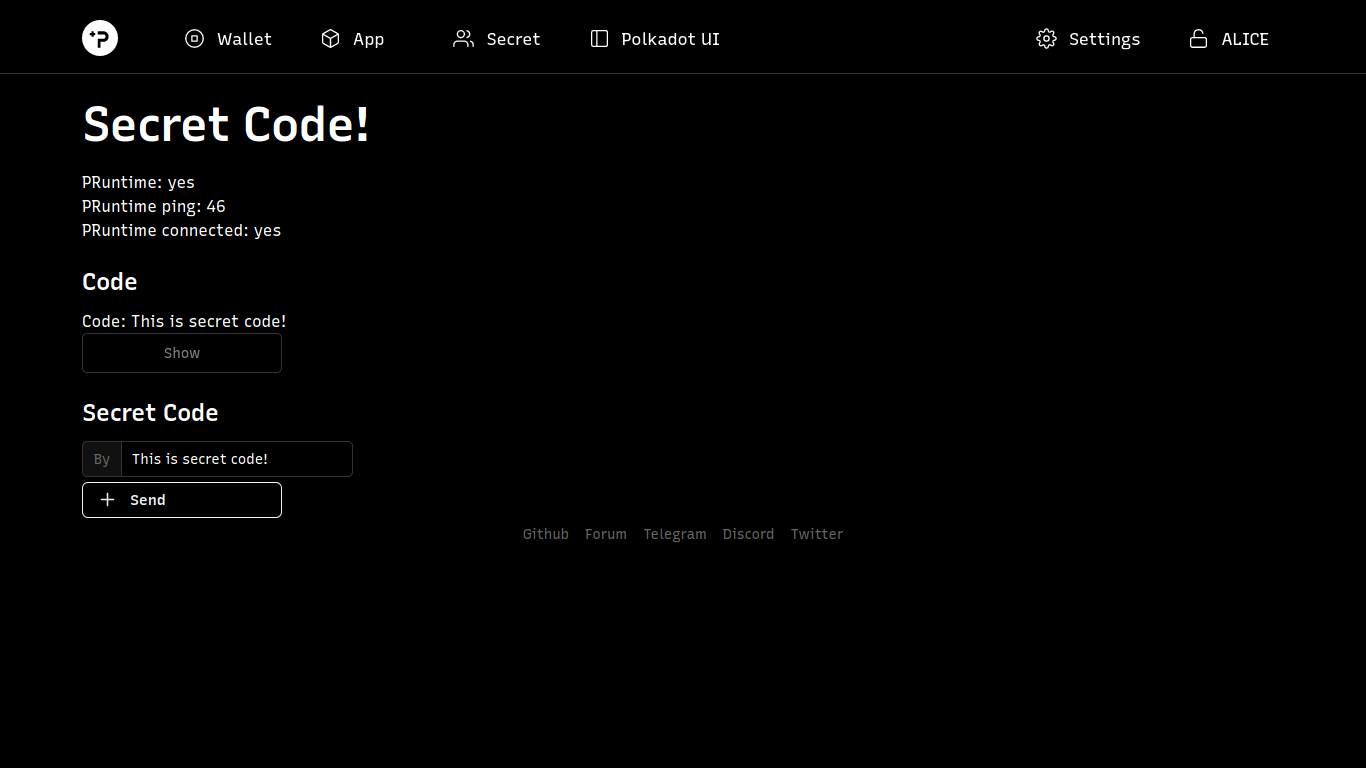 Wallet App Secret Polkadot UI Settings ALICE
Secret Code!
PRuntime: yes
PRuntime ping: 46
PRuntime connected: yes
Code
Code: This is secret code!
Show
Secret Code
By This is secret code!
Send
Github Forum Telegram Discord Twitter